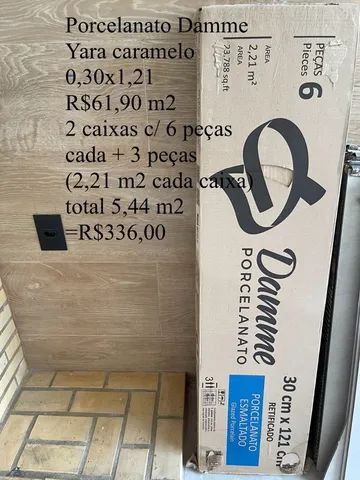 Porcelanato Damme
Yara caramelo
0,30x1,21
R$61,90 m2
2 caixas c/ 6 peças
cada + 3 peças
(2,21 m2 cada caixa)
total 5,44 m2
=R$336,00
PEÇAS
Pieces
6
ÁREA
AREA
2,21 m²
23.788 sq.ft
Damme
PORCELANATO
30 cm x 121 cm
RETIFICADO
PORCELANATO
ESMALTADO
Glazed Porcelain